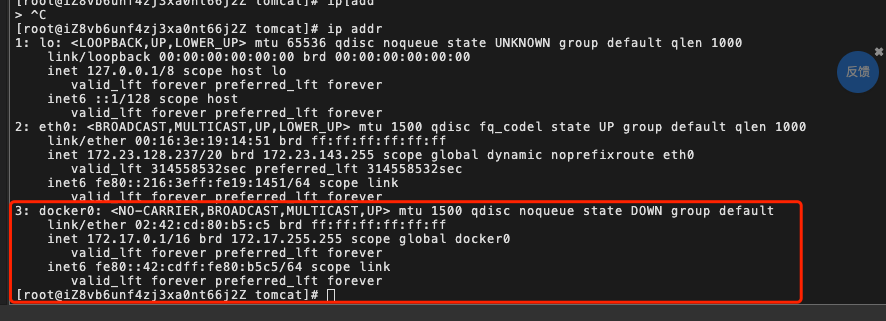 [root@iZ8vb6unf4zj3xa0nt66j2Z tomcat]# ip[add
> ^C
[root@iZ8vb6unf4zj3xa0nt66j2Z tomcat]# ip addr
1: lo: <LOOPBACK,UP,LOWER_UP> mtu 65536 qdisc noqueue state UNKNOWN group default qlen 1000
    link/loopback 00:00:00:00:00:00 brd 00:00:00:00:00:00
    inet 127.0.0.1/8 scope host lo
       valid_lft forever preferred_lft forever
    inet6 ::1/128 scope host
       valid_lft forever preferred_lft forever
2: eth0: <BROADCAST,MULTICAST,UP,LOWER_UP> mtu 1500 qdisc fq_codel state UP group default qlen 1000
    link/ether 00:16:3e:19:14:51 brd ff:ff:ff:ff:ff:ff
    inet 172.23.128.237/20 brd 172.23.143.255 scope global dynamic noprefixroute eth0
       valid_lft 314558532sec preferred_lft 314558532sec
    inet6 fe80::216:3eff:fe19:1451/64 scope link
       valid_lft forever preferred_lft forever
3: docker0: <NO-CARRIER,BROADCAST,MULTICAST,UP> mtu 1500 qdisc noqueue state DOWN group default
    link/ether 02:42:cd:80:b5:c5 brd ff:ff:ff:ff:ff:ff
    inet 172.17.0.1/16 brd 172.17.255.255 scope global docker0
       valid_lft forever preferred_lft forever
    inet6 fe80::42:cdff:fe80:b5c5/64 scope link
       valid_lft forever preferred_lft forever
[root@iZ8vb6unf4zj3xa0nt66j2Z tomcat]#
反馈